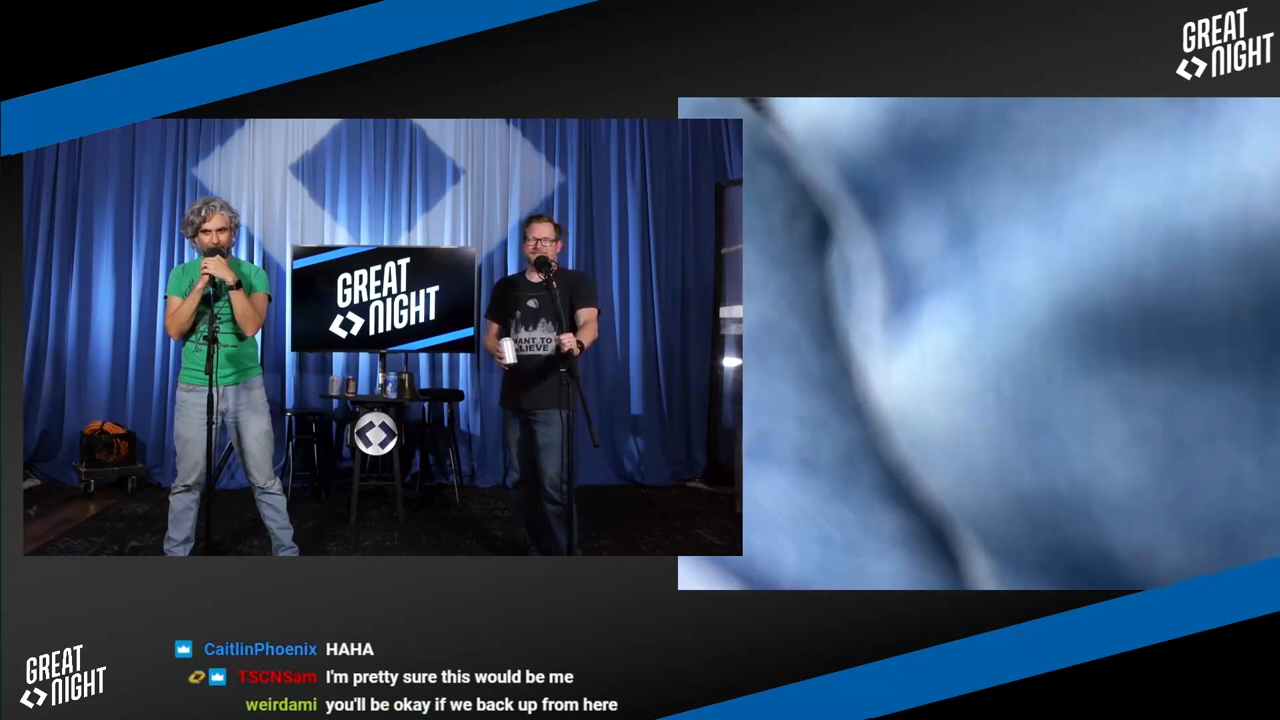 GREAT
NIGHT
GREAT
NIGHT
WANT TO
LIEVE
GREAT
NIGHT
CaitlinPhoenix HAHA
TSCNSam I'm pretty sure this would be me
weirdami you'll be okay if we back up from here